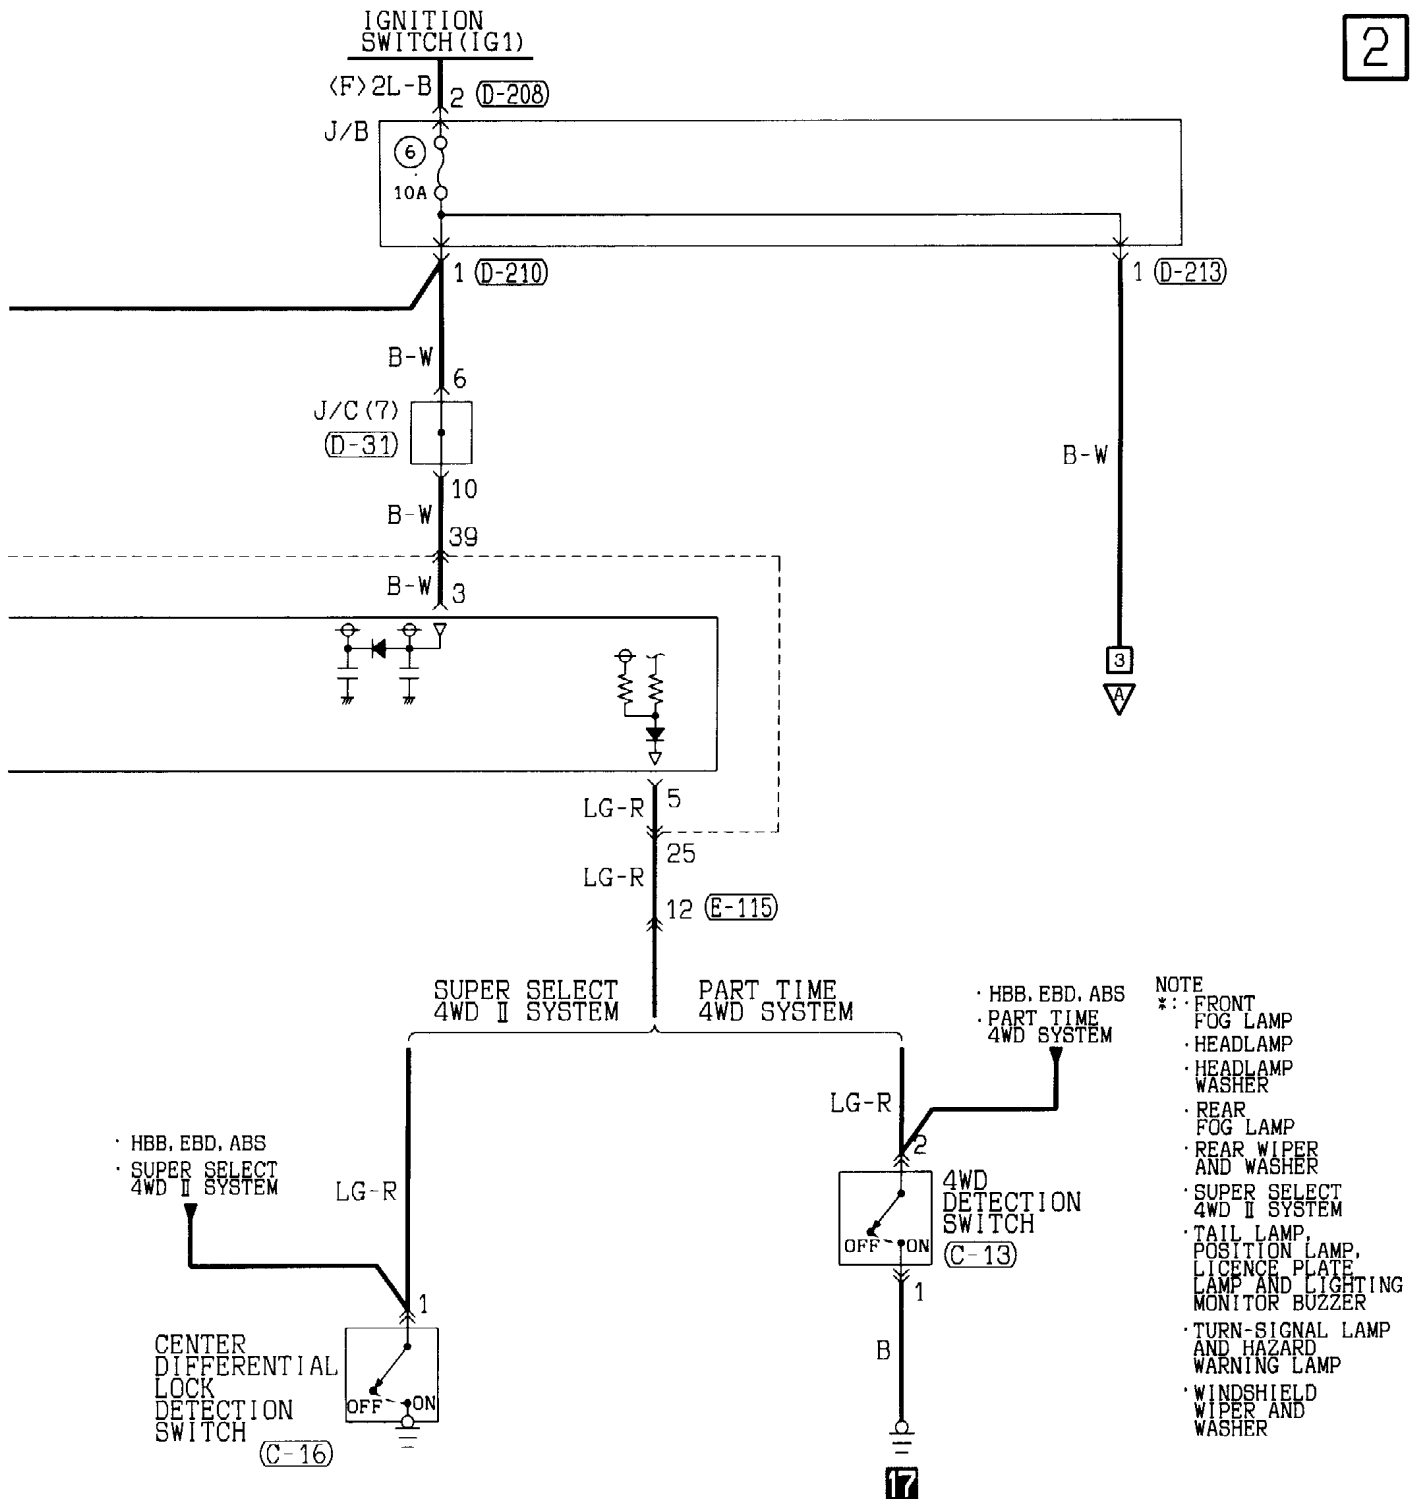 IGNITION
SWITCH(IG1)
2
<F>2L-B
2 (D-208)
J/B
6
10A
1 (D-210)
1 (D-213)
B-W
6
J/C(7)
(D-31)
B-W
10
B-W
39
B-W
3
3
A
5
LG-R
25
LG-R
12 (E-115)
SUPER SELECT
4WD Ⅱ SYSTEM
PART TIME
4WD SYSTEM
· HBB, EBD, ABS
· PART TIME
4WD SYSTEM
NOTE
*:· FRONT
FOG LAMP
· HEADLAMP
· HEADLAMP
WASHER
· REAR
FOG LAMP
· REAR WIPER
AND WASHER
· SUPER SELECT
4WD Ⅱ SYSTEM
· TAIL LAMP,
POSITION LAMP,
LICENCE PLATE
LAMP AND LIGHTING
MONITOR BUZZER
· TURN-SIGNAL LAMP
AND HAZARD
WARNING LAMP
· WINDSHIELD
WIPER AND
WASHER
LG-R
2
4WD
DETECTION
SWITCH
(C-13)
OFF ON
1
B
17
· HBB, EBD, ABS
· SUPER SELECT
4WD Ⅱ SYSTEM
LG-R
1
CENTER
DIFFERENTIAL
LOCK
DETECTION
SWITCH
(C-16)
OFF ON